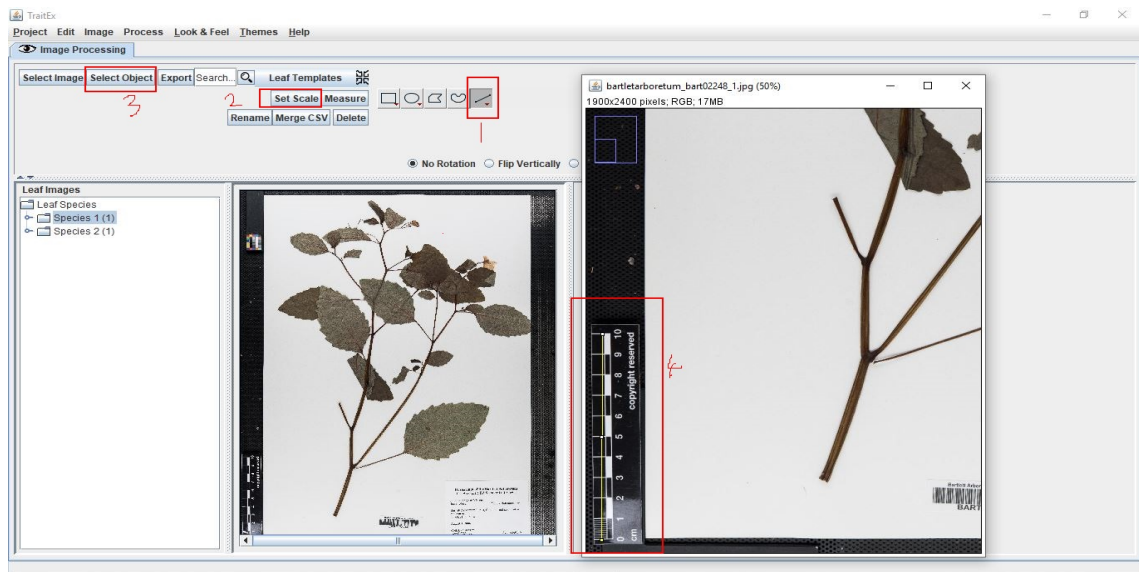 TraitEx
Project Edit Image Process Look & Feel Themes Help
Image Processing
Select Image Select Object Export Search... Leaf Templates
3
2
Set Scale Measure
1
Rename Merge CSV Delete
No Rotation Flip Vertically
Leaf Images
Leaf Species
Species 1 (1)
Species 2 (1)
bartletarboretum_bart02248_1.jpg (50%)
1900x2400 pixels; RGB; 17MB
10
9
8
7
6
5
4
3
2
1
0
cm
copyright reserved
4
BART